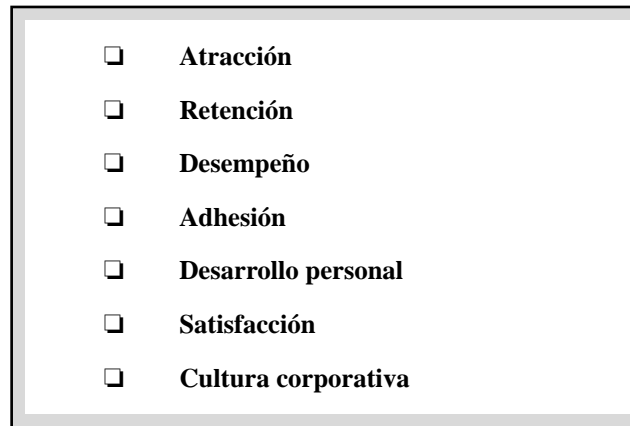 ❏ Atracción
❏ Retención
❏ Desempeño
❏ Adhesión
❏ Desarrollo personal
❏ Satisfacción
❏ Cultura corporativa